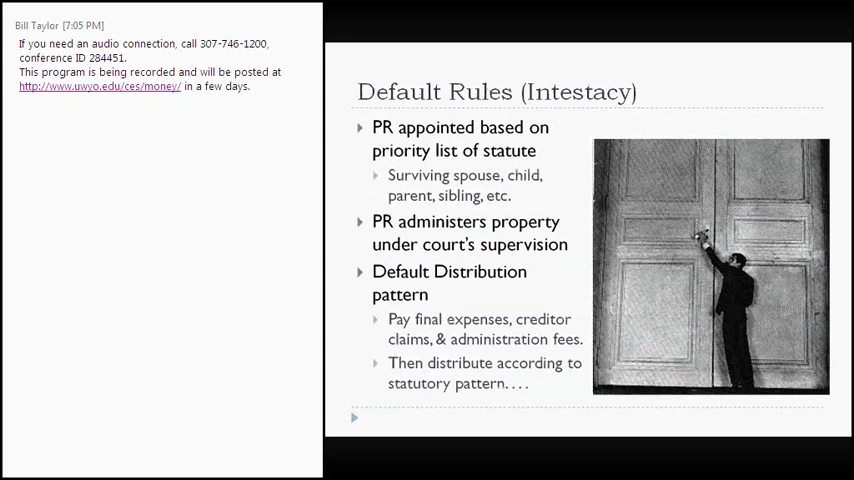 Bill Taylor [7:05 PM]
If you need an audio connection, call 307-746-1200,
conference ID 284451.
This program is being recorded and will be posted at
http://www.uwyo.edu/ces/money/ in a few days.
Default Rules (Intestacy)
PR appointed based on
priority list of statute
Surviving spouse, child,
parent, sibling, etc.
PR administers property
under court's supervision
Default Distribution
pattern
Pay final expenses, creditor
claims, & administration fees.
Then distribute according to
statutory pattern....